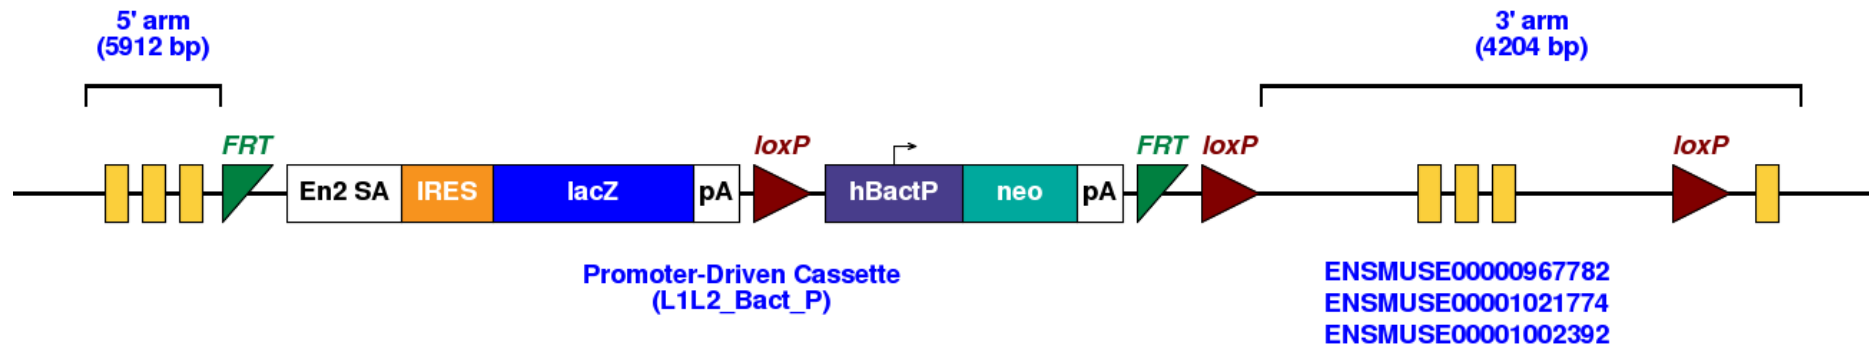 5' arm
(5912 bp)
3' arm
(4204 bp)
FRT
loxP
FRT
loxP
loxP
En2 SA
IRES
lacZ
pA
hBactP
neo
pA
Promoter-Driven Cassette
(L1L2_Bact_P)
ENSMUSE00000967782
ENSMUSE00001021774
ENSMUSE00001002392